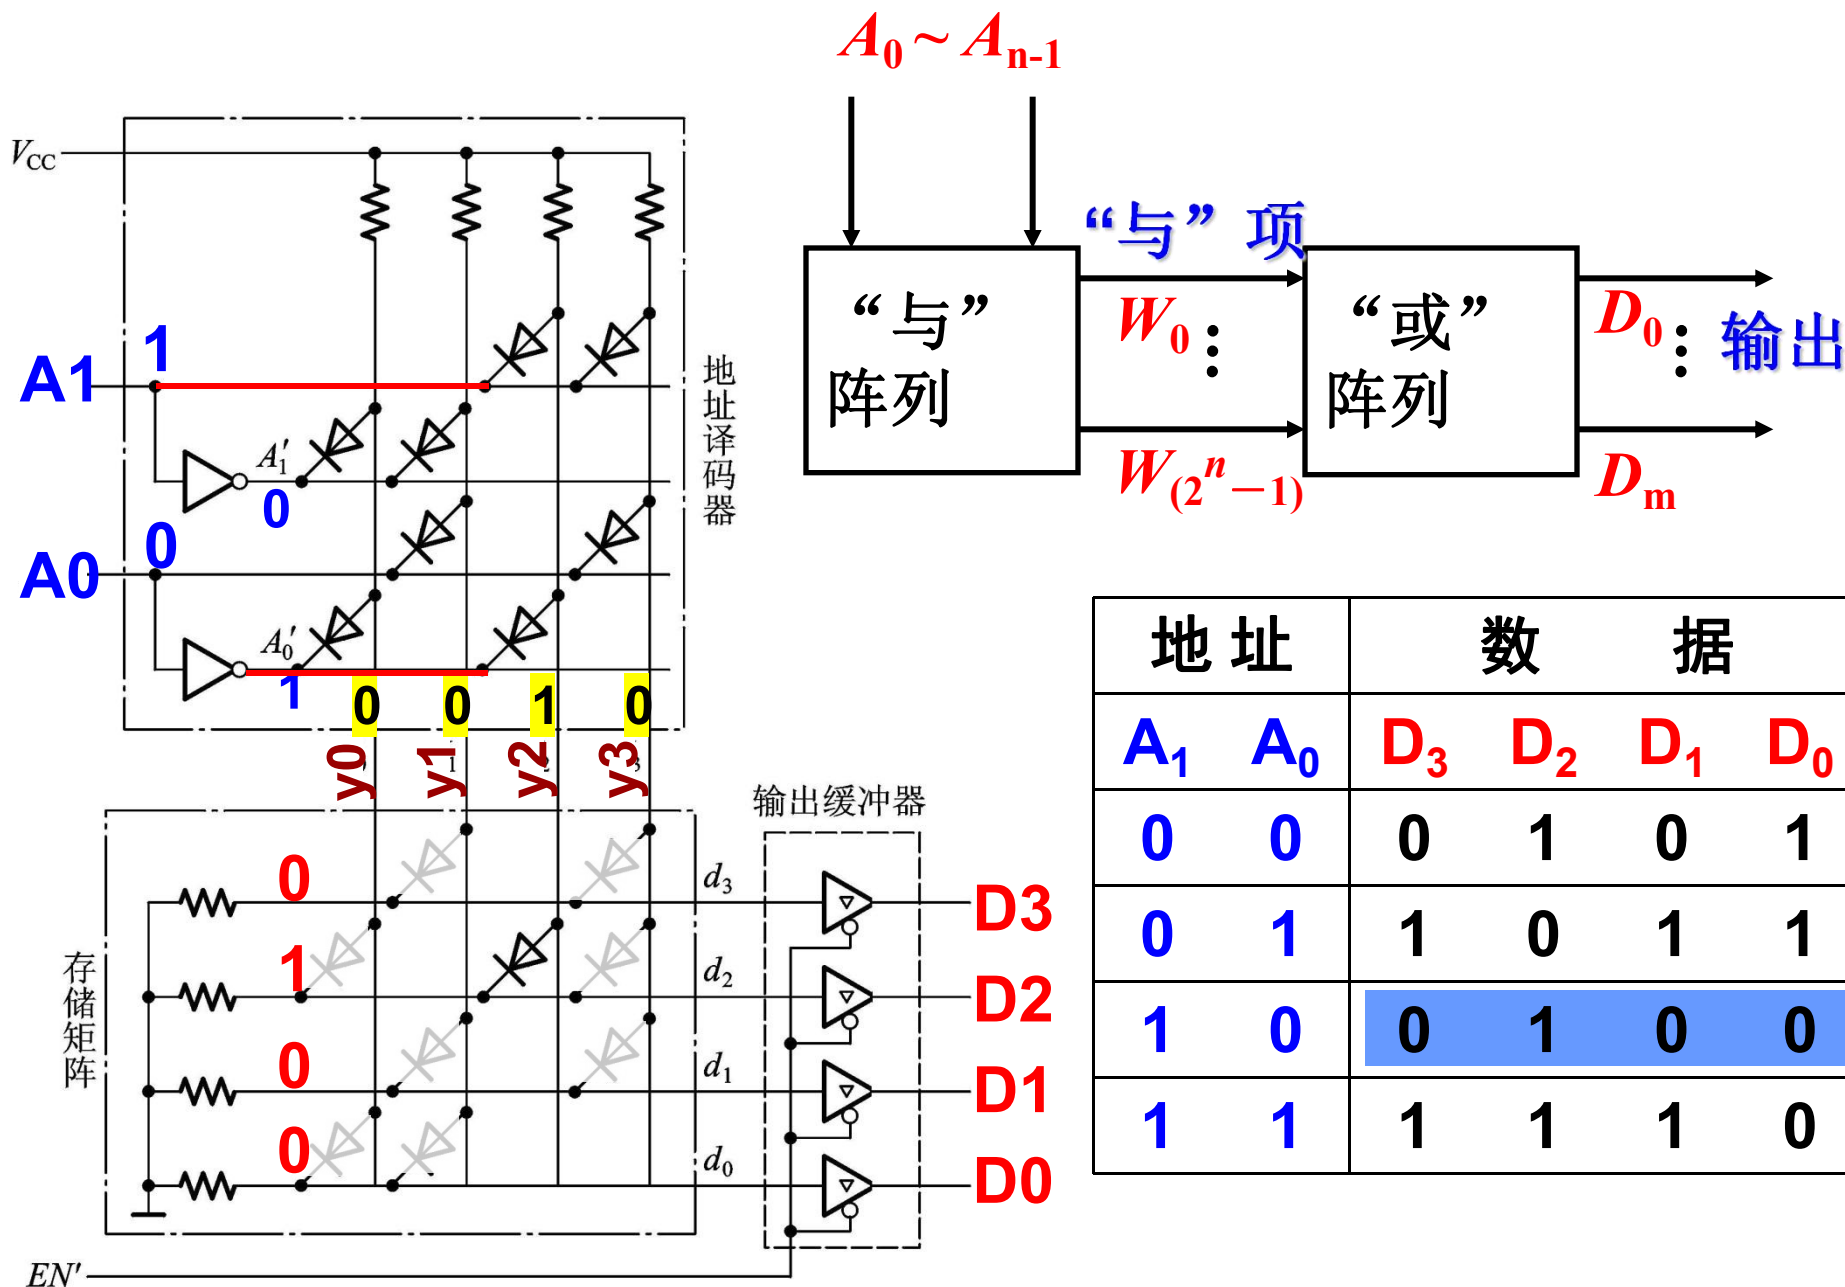 A₀ ~ Aₙ₋₁
V_CC
“与” 项
“与”
阵列
W₀
W(2ⁿ－1)
“或”
阵列
D₀
Dₘ
输出
A1
1
A₁′
0
A0
0
A₀′
1
地址译码器
0 0 1 0
y0 y1 y2 y3
输出缓冲器
存储矩阵
0 d₃ D3
1 d₂ D2
0 d₁ D1
0 d₀ D0
EN′
地 址 数 据
A₁ A₀ D₃ D₂ D₁ D₀
0 0 0 1 0 1
0 1 1 0 1 1
1 0 0 1 0 0
1 1 1 1 1 0